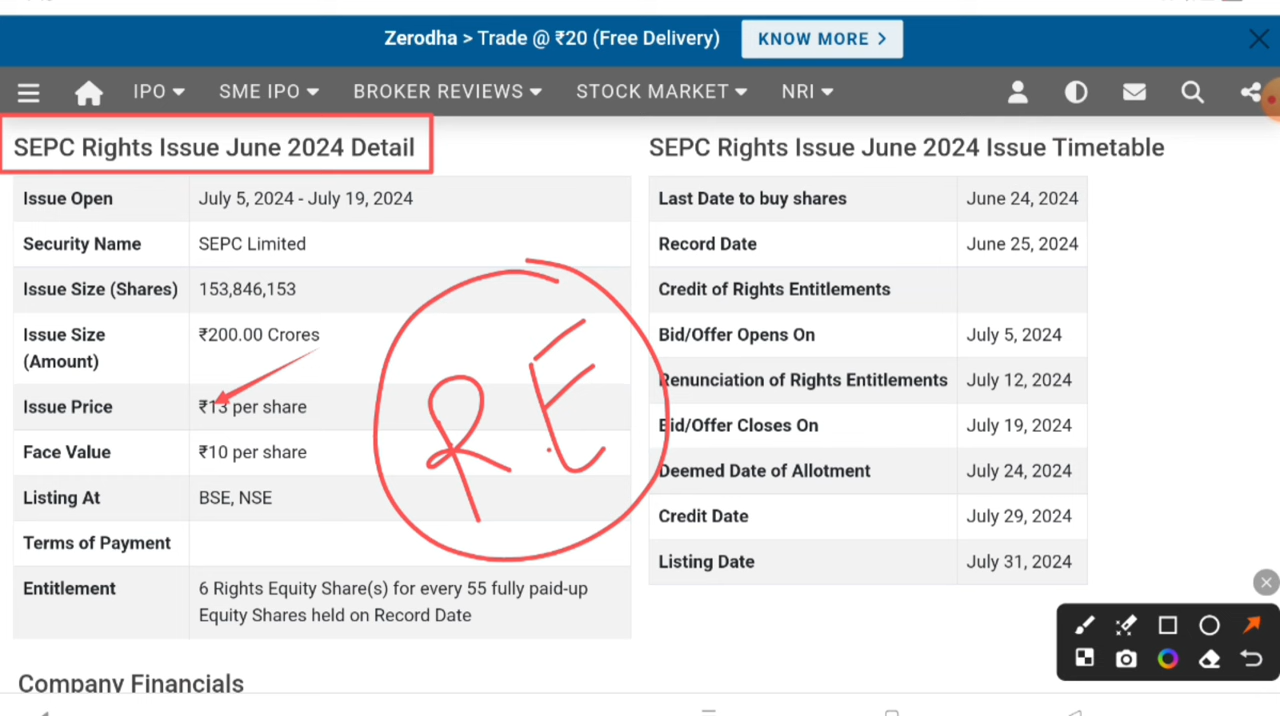 Zerodha > Trade @ ₹20 (Free Delivery) KNOW MORE >
IPO SME IPO BROKER REVIEWS STOCK MARKET NRI
SEPC Rights Issue June 2024 Detail
Issue Open July 5, 2024 - July 19, 2024
Security Name SEPC Limited
Issue Size (Shares) 153,846,153
Issue Size
(Amount) ₹200.00 Crores
Issue Price ₹13 per share
Face Value ₹10 per share
Listing At BSE, NSE
Terms of Payment
Entitlement 6 Rights Equity Share(s) for every 55 fully paid-up
Equity Shares held on Record Date
RE
SEPC Rights Issue June 2024 Issue Timetable
Last Date to buy shares June 24, 2024
Record Date June 25, 2024
Credit of Rights Entitlements
Bid/Offer Opens On July 5, 2024
Renunciation of Rights Entitlements July 12, 2024
Bid/Offer Closes On July 19, 2024
Deemed Date of Allotment July 24, 2024
Credit Date July 29, 2024
Listing Date July 31, 2024
Company Financials